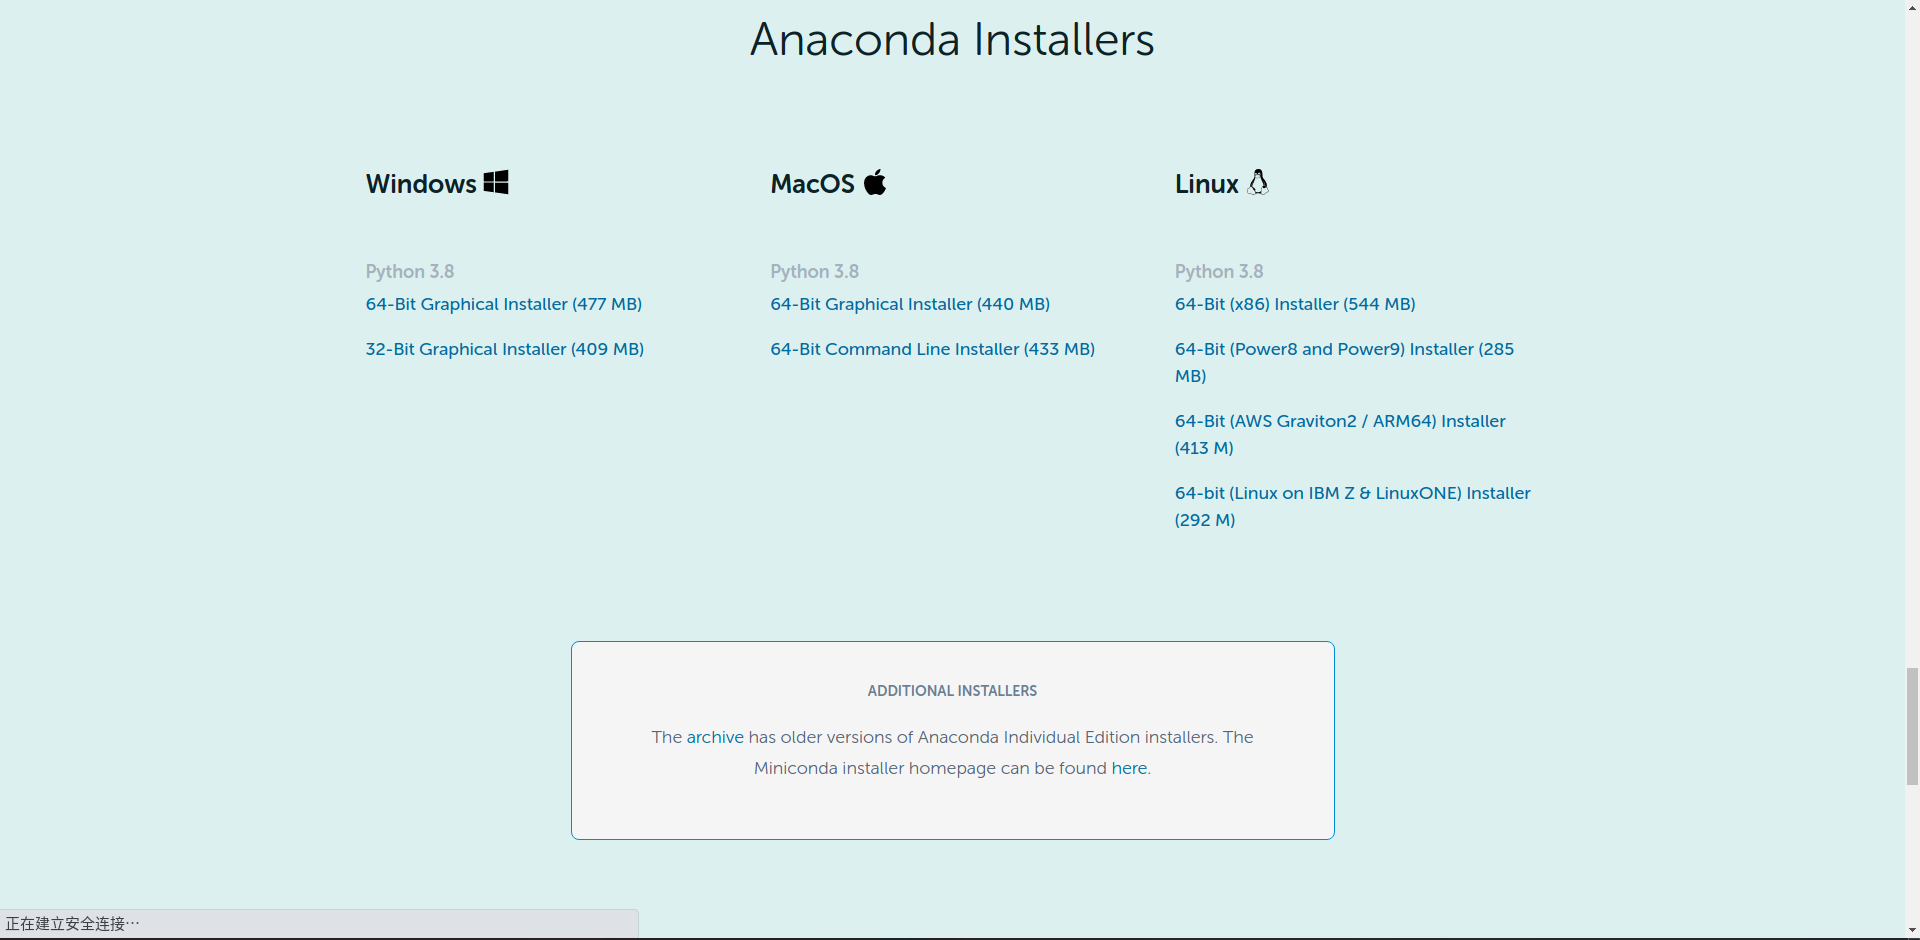 Anaconda Installers
Windows
Python 3.8
64-Bit Graphical Installer (477 MB)
32-Bit Graphical Installer (409 MB)
MacOS
Python 3.8
64-Bit Graphical Installer (440 MB)
64-Bit Command Line Installer (433 MB)
Linux
Python 3.8
64-Bit (x86) Installer (544 MB)
64-Bit (Power8 and Power9) Installer (285
MB)
64-Bit (AWS Graviton2 / ARM64) Installer
(413 M)
64-bit (Linux on IBM Z & LinuxONE) Installer
(292 M)
ADDITIONAL INSTALLERS
The archive has older versions of Anaconda Individual Edition installers. The
Miniconda installer homepage can be found here.
正在建立安全连接…